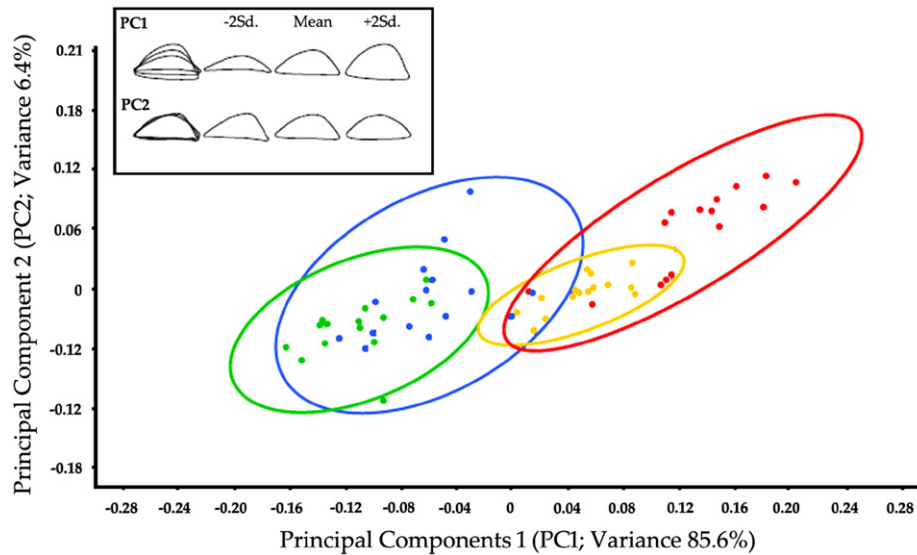 PC1 -2Sd. Mean +2Sd.
PC2
Principal Component 2 (PC2; Variance 6.4%)
0.21
0.18
0.12
0.06
0
-0.12
-0.12
-0.18
-0.28 -0.24 -0.20 -0.16 -0.12 -0.08 -0.04 0 0.04 0.08 0.12 0.16 0.20 0.24 0.28
Principal Components 1 (PC1; Variance 85.6%)